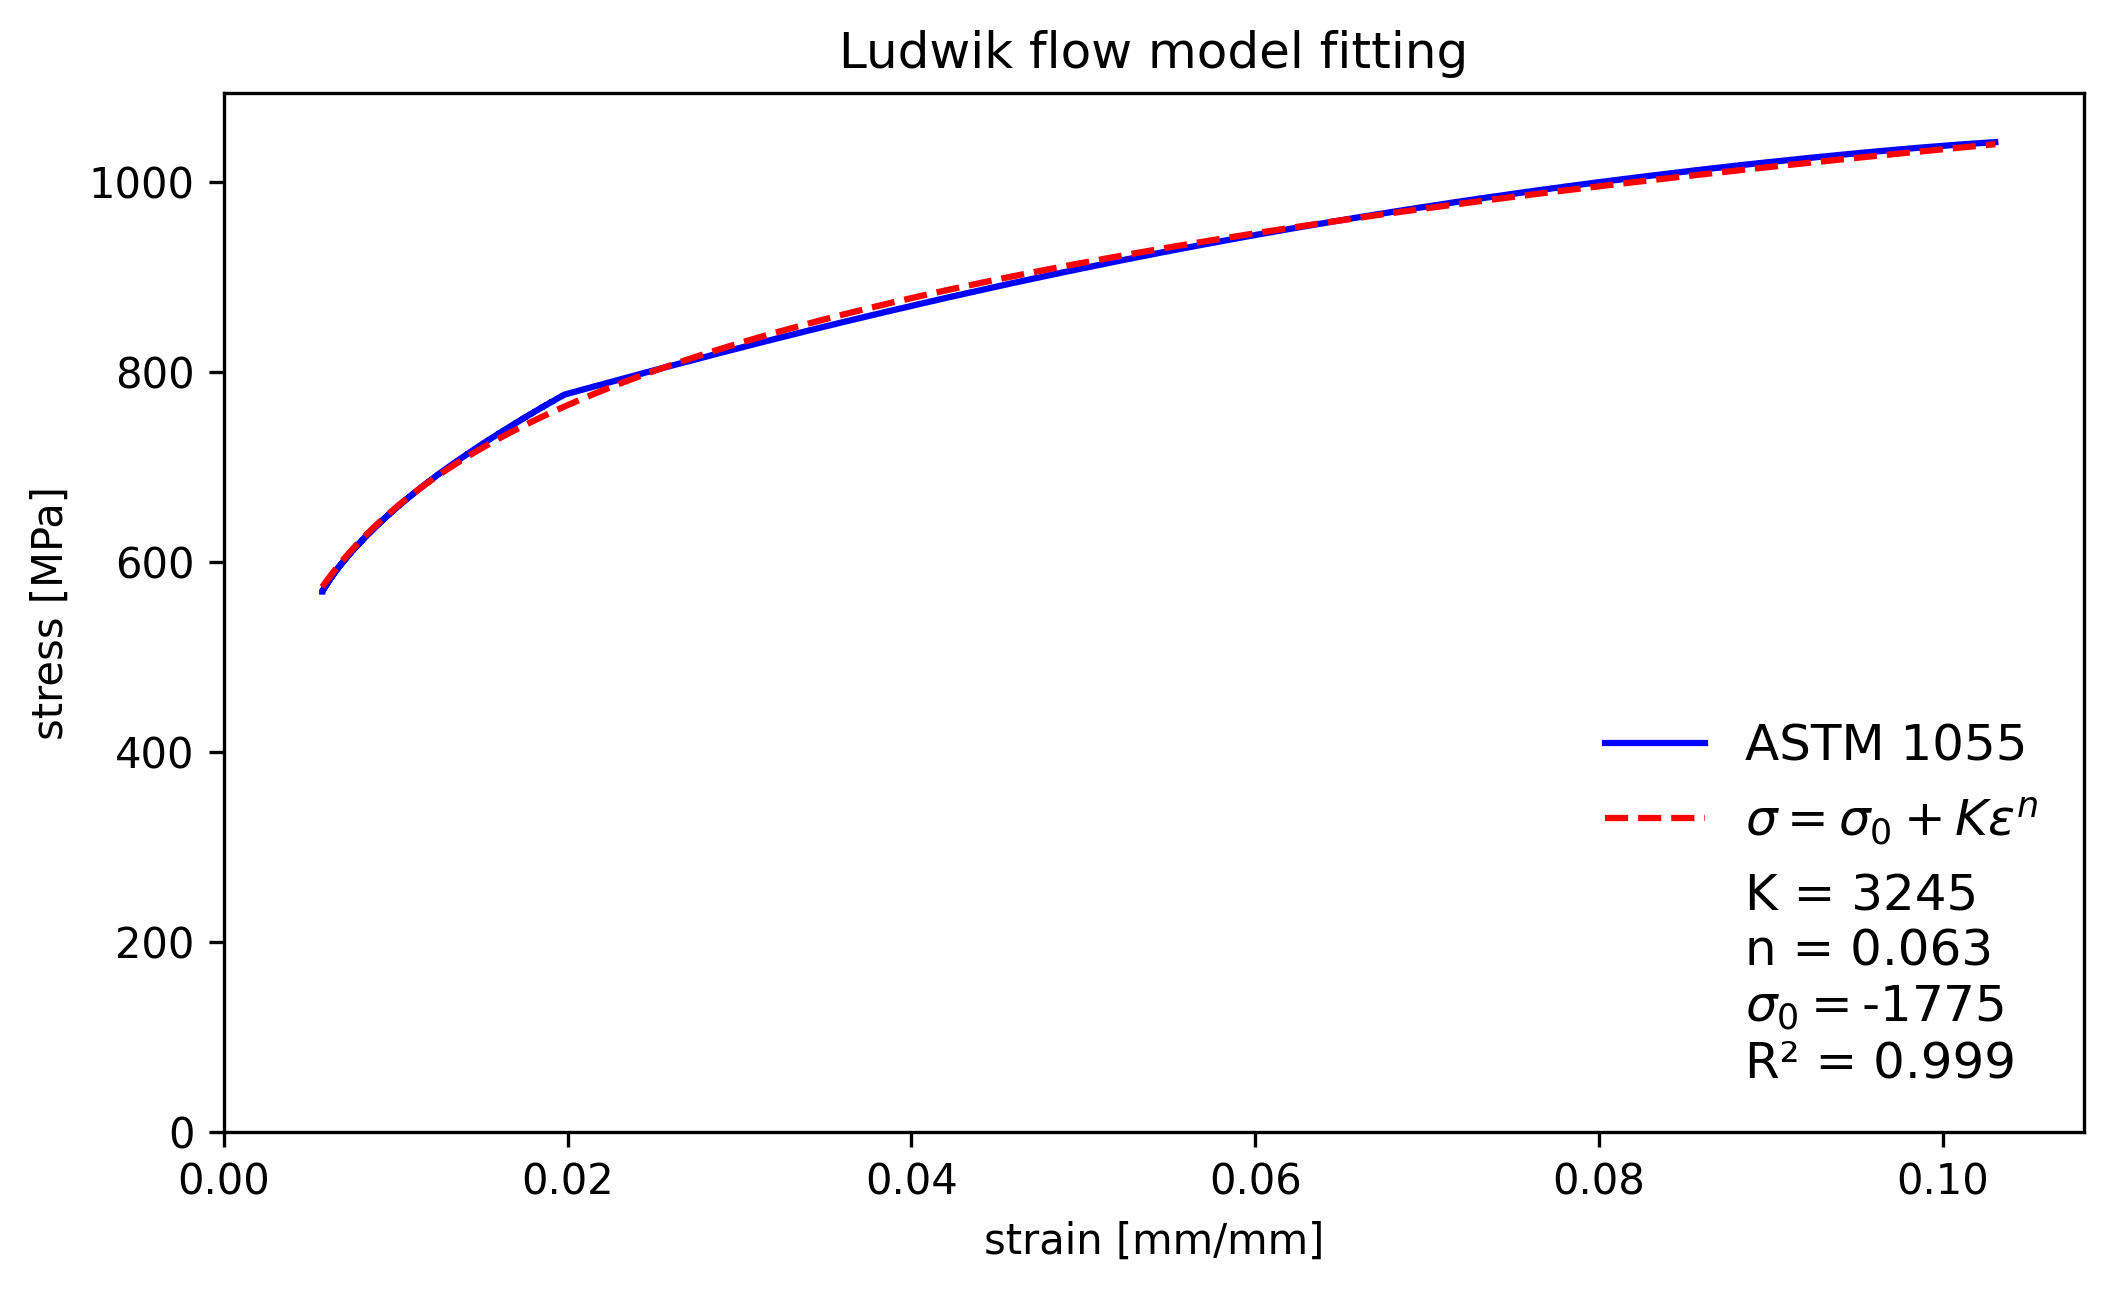 Ludwik flow model fitting
stress [MPa]
1000
800
600
400
200
0
0.00 0.02 0.04 0.06 0.08 0.10
strain [mm/mm]
ASTM 1055
σ = σ₀ + Kεⁿ
K = 3245
n = 0.063
σ₀ = -1775
R² = 0.999